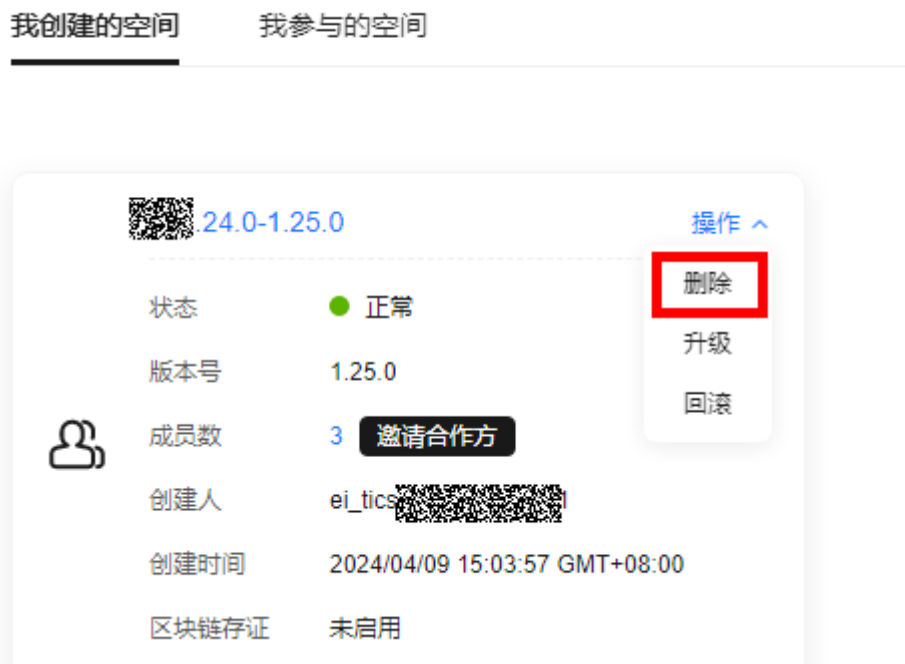 我创建的空间 我参与的空间
.24.0-1.25.0 操作
删除
状态 正常
升级
版本号 1.25.0
回滚
成员数 3 邀请合作方
创建人 ei_tics
创建时间 2024/04/09 15:03:57 GMT+08:00
区块链存证 未启用